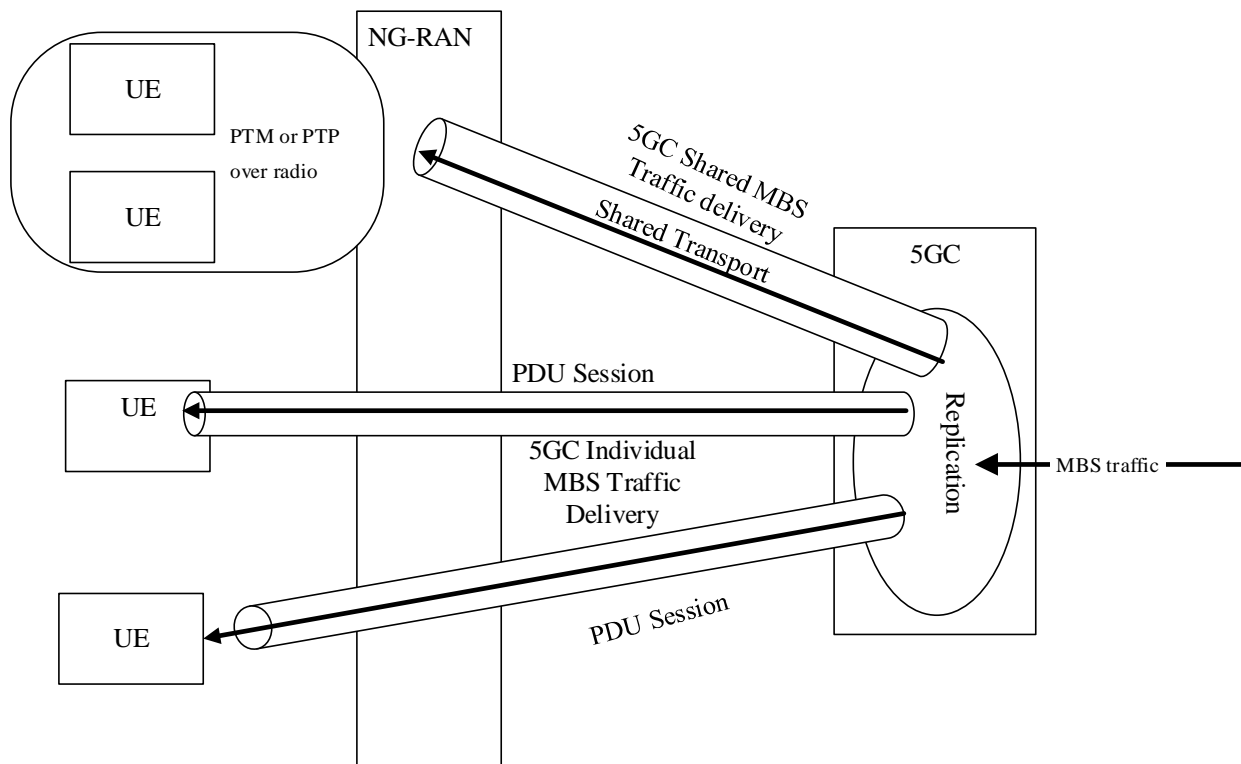 NG-RAN
UE
PTM or PTP
over radio
UE
5GC Shared MBS
Traffic delivery
Shared Transport
5GC
PDU Session
UE
Replication
5GC Individual
MBS Traffic
Delivery
MBS traffic
PDU Session
UE